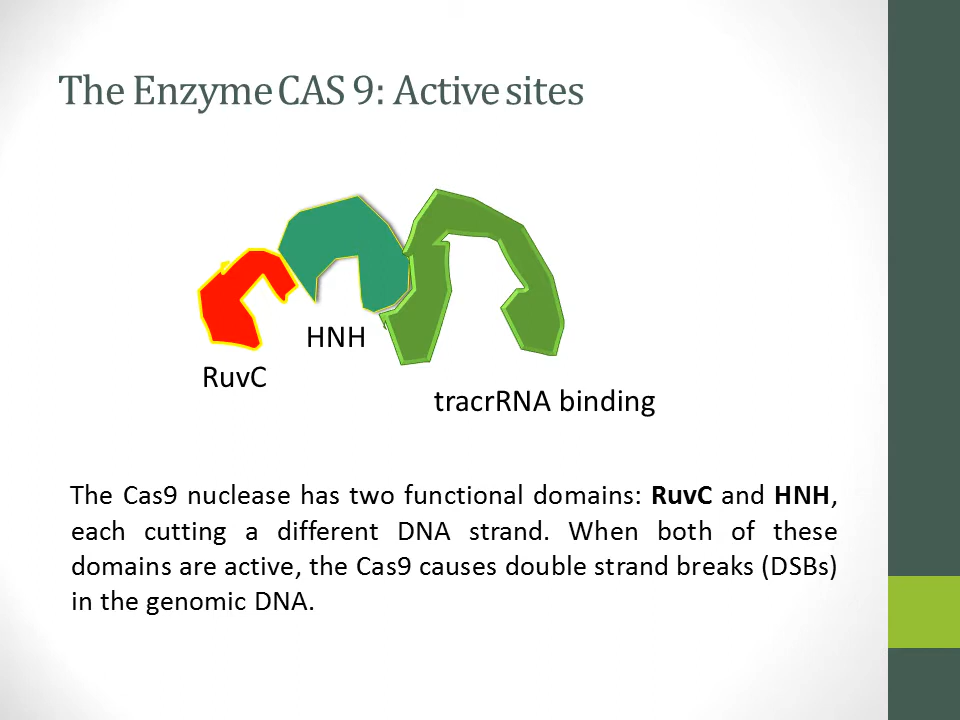 The Enzyme CAS 9: Active sites
HNH
RuvC
tracrRNA binding
The Cas9 nuclease has two functional domains: RuvC and HNH,
each cutting a different DNA strand. When both of these
domains are active, the Cas9 causes double strand breaks (DSBs)
in the genomic DNA.